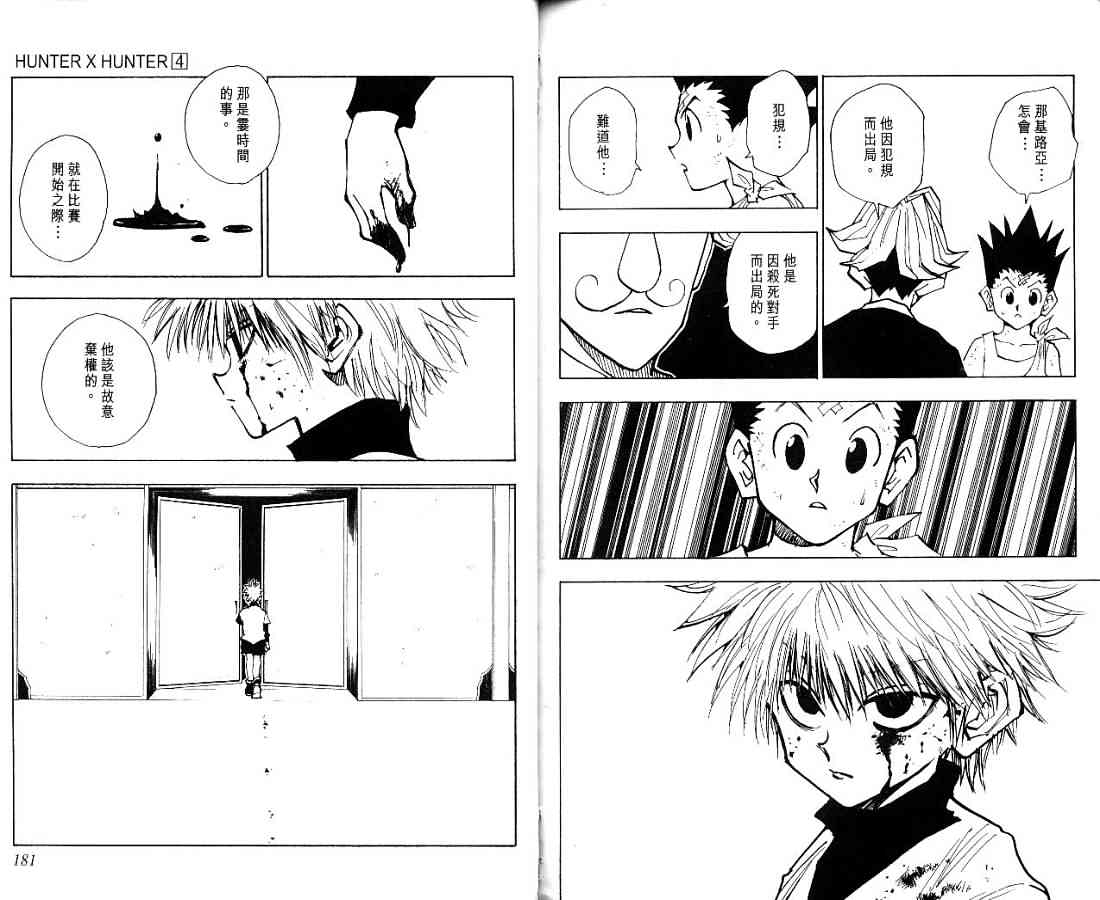 那基路亞…
怎會…
他因犯規
而出局。
犯規…
難道他…
他是
因殺死對手
而出局的。
HUNTER X HUNTER 4
那是霎時間
的事。
就在比賽
開始之際…
他該是故意
棄權的。
181